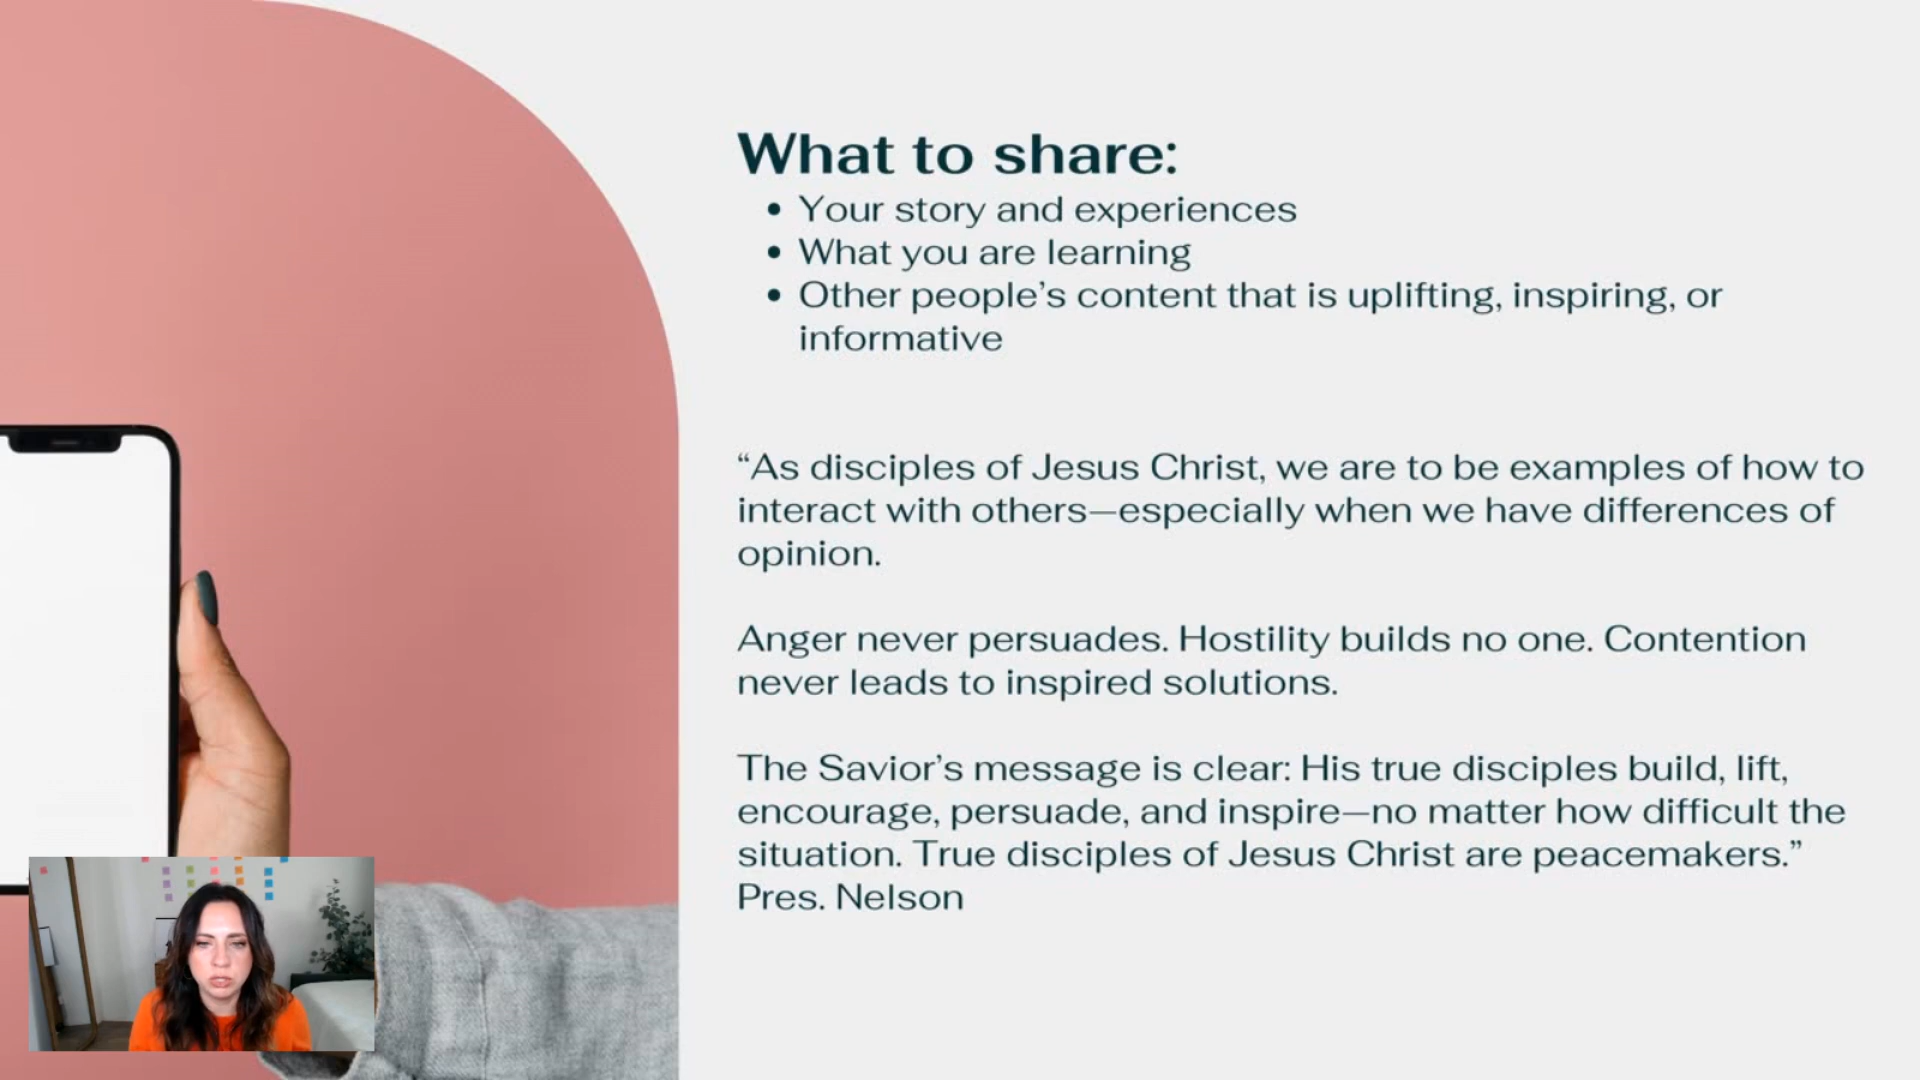 What to share:
• Your story and experiences
• What you are learning
• Other people’s content that is uplifting, inspiring, or
informative
“As disciples of Jesus Christ, we are to be examples of how to
interact with others—especially when we have differences of
opinion.
Anger never persuades. Hostility builds no one. Contention
never leads to inspired solutions.
The Savior’s message is clear: His true disciples build, lift,
encourage, persuade, and inspire—no matter how difficult the
situation. True disciples of Jesus Christ are peacemakers.”
Pres. Nelson